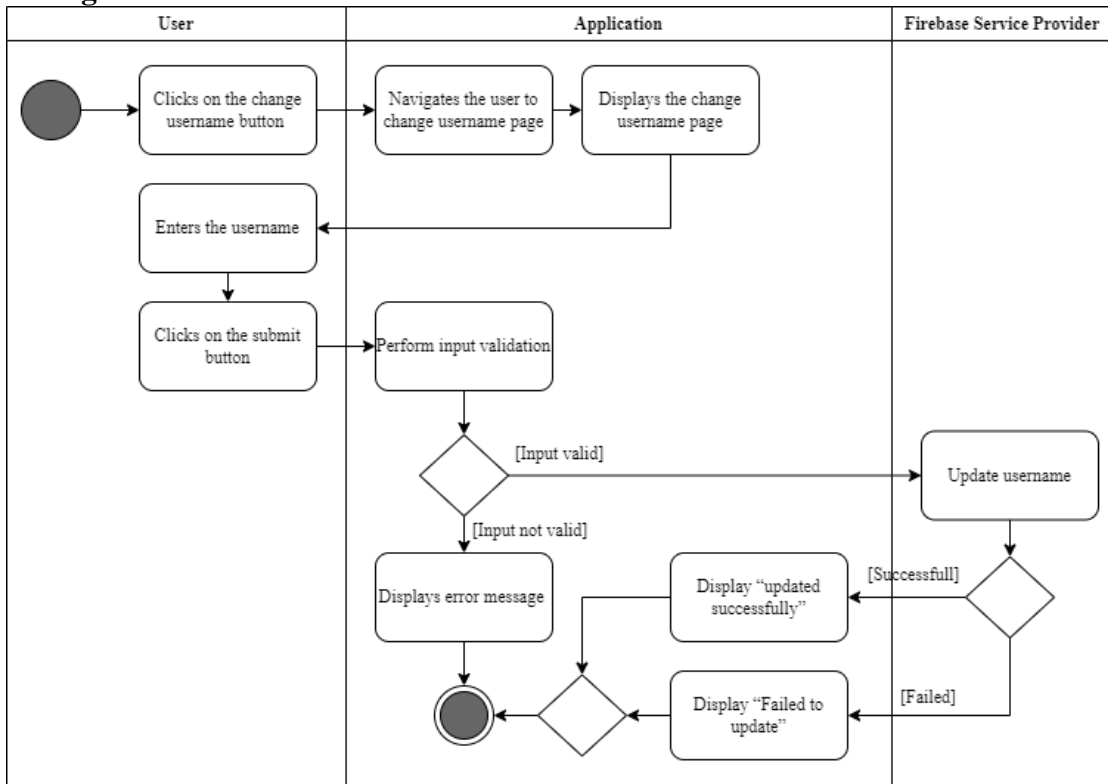 User
Application
Firebase Service Provider
Clicks on the change
username button
Navigates the user to
change username page
Displays the change
username page
Enters the username
Clicks on the submit
button
Perform input validation
[Input valid]
Update username
[Input not valid]
Displays error message
Display “updated
successfully”
[Successfull]
Display “Failed to
update”
[Failed]